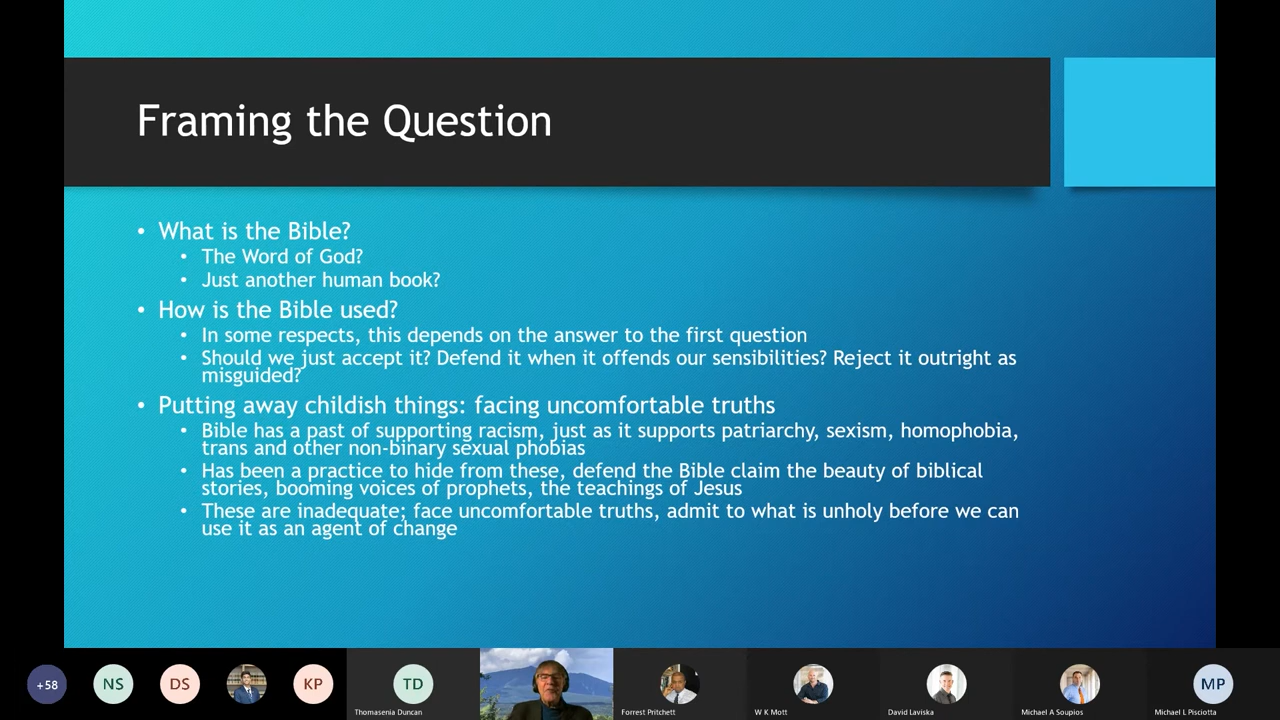 Framing the Question
• What is the Bible?
• The Word of God?
• Just another human book?
• How is the Bible used?
• In some respects, this depends on the answer to the first question
• Should we just accept it? Defend it when it offends our sensibilities? Reject it outright as
misguided?
• Putting away childish things: facing uncomfortable truths
• Bible has a past of supporting racism, just as it supports patriarchy, sexism, homophobia,
trans and other non-binary sexual phobias
• Has been a practice to hide from these, defend the Bible claim the beauty of biblical
stories, booming voices of prophets, the teachings of Jesus
• These are inadequate; face uncomfortable truths, admit to what is unholy before we can
use it as an agent of change
+58 NS DS KP TD MP
Thomasenia Duncan Forrest Pritchett W K Mott David Laviska Michael A Soupios Michael L Pisciotta